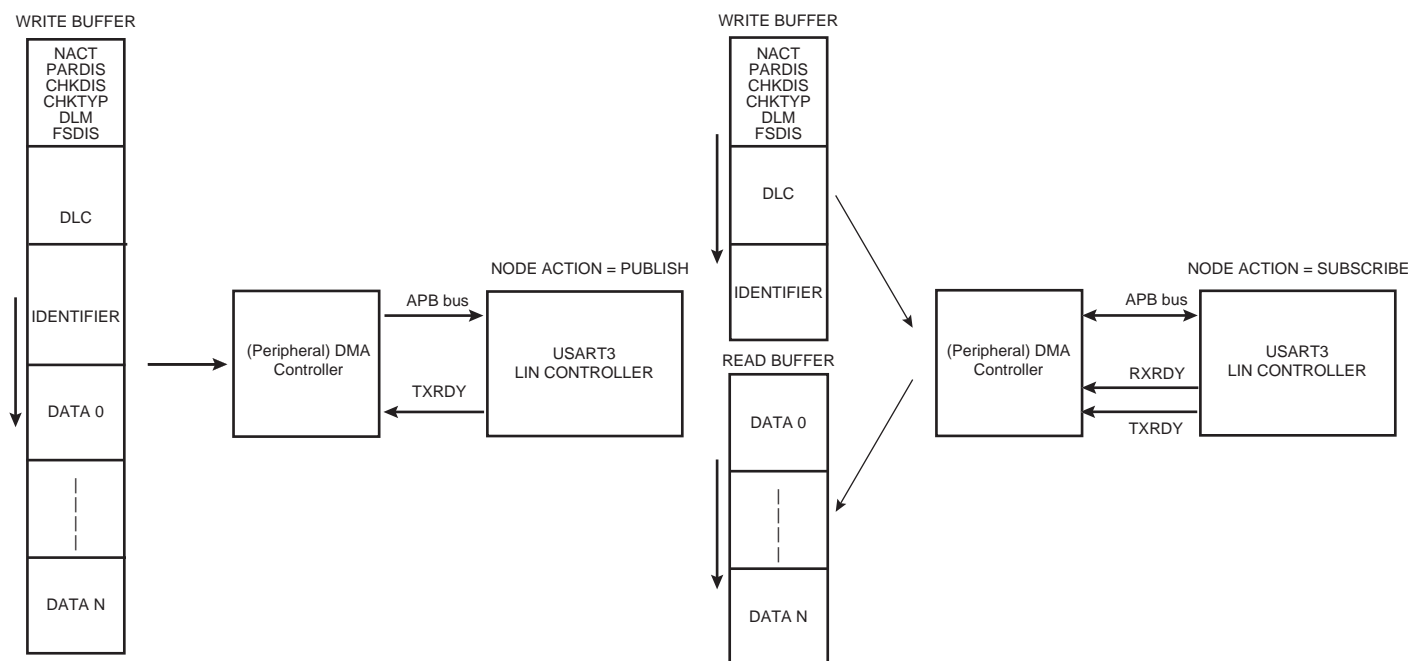 WRITE BUFFER
NACT
PARDIS
CHKDIS
CHKTYP
DLM
FSDIS
DLC
IDENTIFIER
DATA 0
DATA N
(Peripheral) DMA
Controller
APB bus
TXRDY
NODE ACTION = PUBLISH
USART3
LIN CONTROLLER
WRITE BUFFER
NACT
PARDIS
CHKDIS
CHKTYP
DLM
FSDIS
DLC
IDENTIFIER
READ BUFFER
DATA 0
DATA N
(Peripheral) DMA
Controller
APB bus
RXRDY
TXRDY
NODE ACTION = SUBSCRIBE
USART3
LIN CONTROLLER